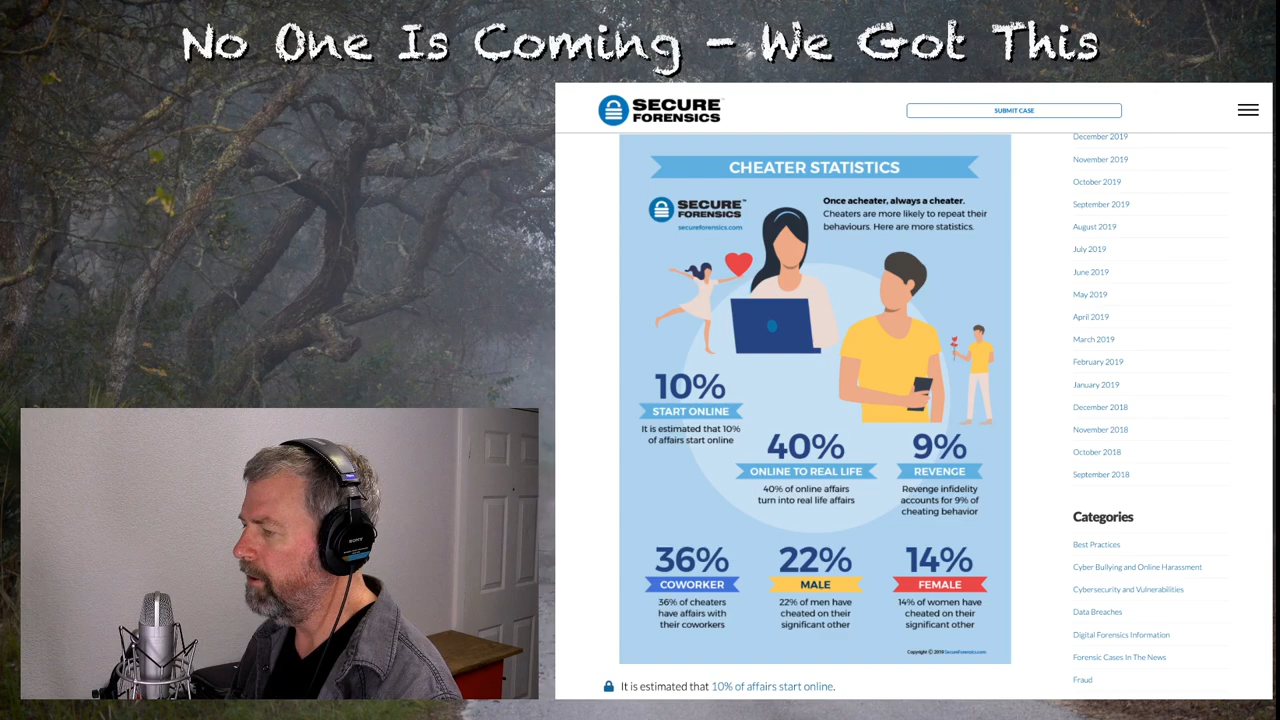 No One Is Coming - We Got This
SECURE
FORENSICS
SUBMIT CASE
CHEATER STATISTICS
SECURE
FORENSICS™
secureforensics.com
Once acheater, always a cheater.
Cheaters are more likely to repeat their
behaviours. Here are more statistics.
10%
START ONLINE
It is estimated that 10%
of affairs start online
40%
ONLINE TO REAL LIFE
40% of online affairs
turn into real life affairs
9%
REVENGE
Revenge infidelity
accounts for 9% of
cheating behavior
36%
COWORKER
36% of cheaters
have affairs with
their coworkers
22%
MALE
22% of men have
cheated on their
significant other
14%
FEMALE
14% of women have
cheated on their
significant other
Copyright © 2019 SecureForensics.com
It is estimated that 10% of affairs start online.
December 2019
November 2019
October 2019
September 2019
August 2019
July 2019
June 2019
May 2019
April 2019
March 2019
February 2019
January 2019
December 2018
November 2018
October 2018
September 2018
Categories
Best Practices
Cyber Bullying and Online Harassment
Cybersecurity and Vulnerabilities
Data Breaches
Digital Forensics Information
Forensic Cases In The News
Fraud
SONY